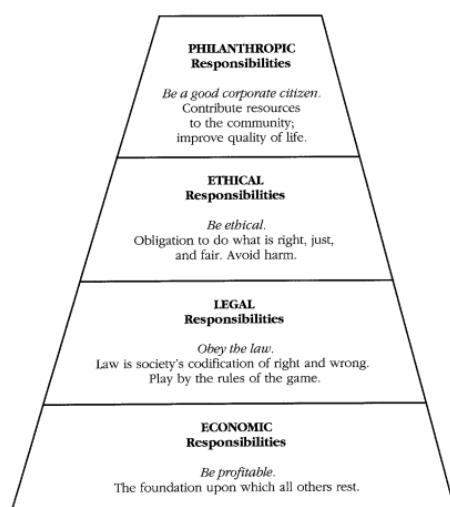 PHILANTHROPIC
Responsibilities
Be a good corporate citizen.
Contribute resources
to the community;
improve quality of life.
ETHICAL
Responsibilities
Be ethical.
Obligation to do what is right, just,
and fair. Avoid harm.
LEGAL
Responsibilities
Obey the law.
Law is society's codification of right and wrong.
Play by the rules of the game.
ECONOMIC
Responsibilities
Be profitable.
The foundation upon which all others rest.